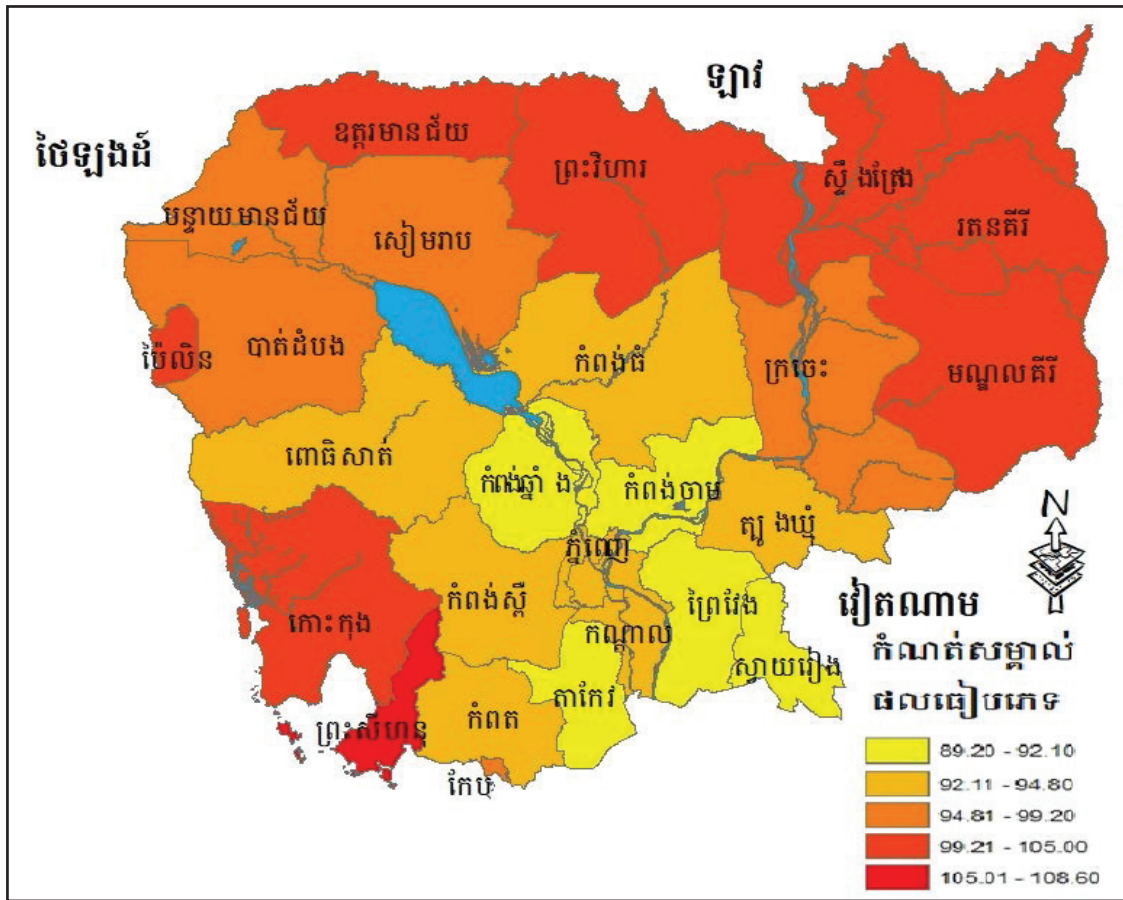 ឡាវ
ថៃឡងដ៍
ឧត្តរមានជ័យ
ព្រះវិហារ
ស្ទឹងត្រែង
បន្ទាយមានជ័យ
សៀមរាប
រតនគីរី
ប៉ៃលិន
បាត់ដំបង
កំពង់ធំ
ក្រចេះ
មណ្ឌលគីរី
ពោធិសាត់
កំពង់ឆ្នាំង
កំពង់ចាម
ត្បូងឃ្មុំ
ភ្នំពេញ
N
កំពង់ស្ពឺ
ព្រៃវែង
វៀតណាម
កោះកុង
កណ្តាល
ស្វាយរៀង
កំណត់សម្គាល់
តាកែវ
ផលធៀបភេទ
ព្រះសីហនុ
កំពត
កែប
89.20 - 92.10
92.11 - 94.80
94.81 - 99.20
99.21 - 105.00
105.01 - 108.60